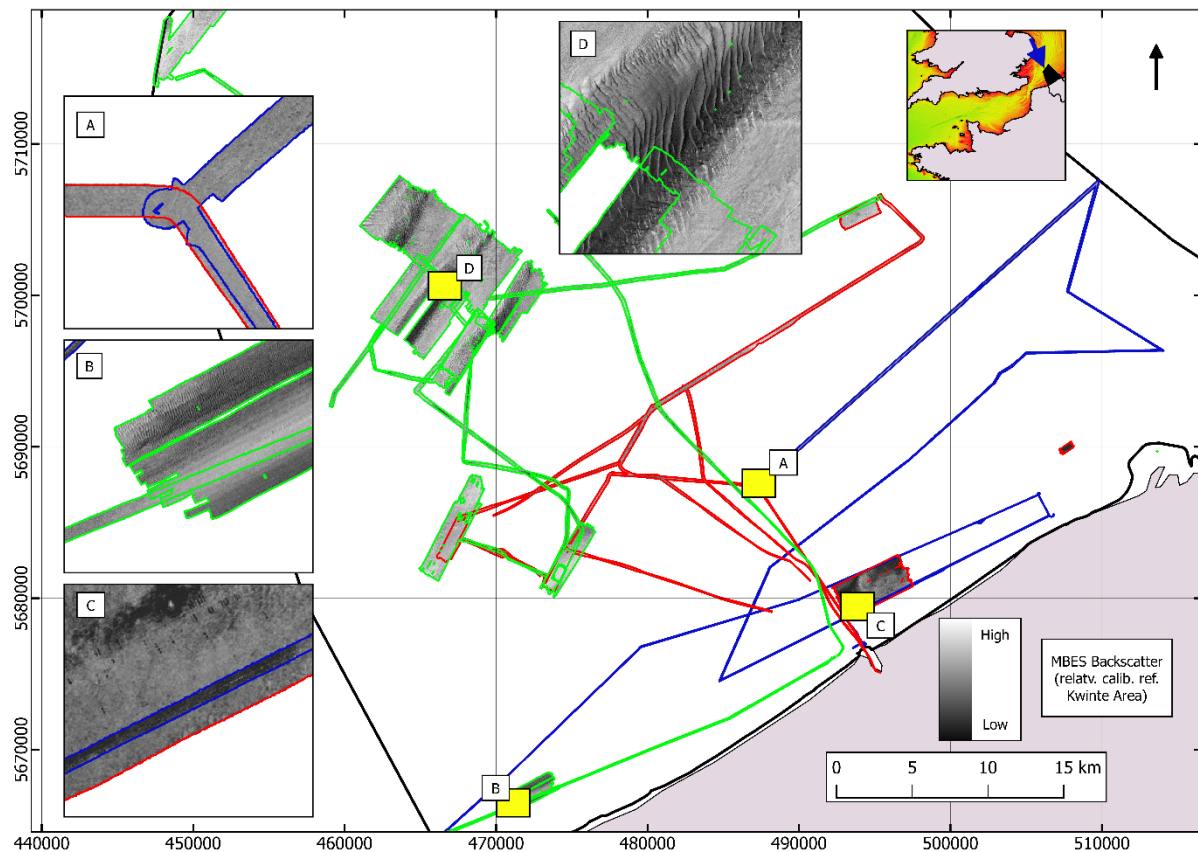 A
B
C
D
D
A
C
B
High
Low
MBES Backscatter
(relatv. calib. ref.
Kwinte Area)
0 5 10 15 km
5710000
5700000
5690000
5680000
5670000
440000 450000 460000 470000 480000 490000 500000 510000